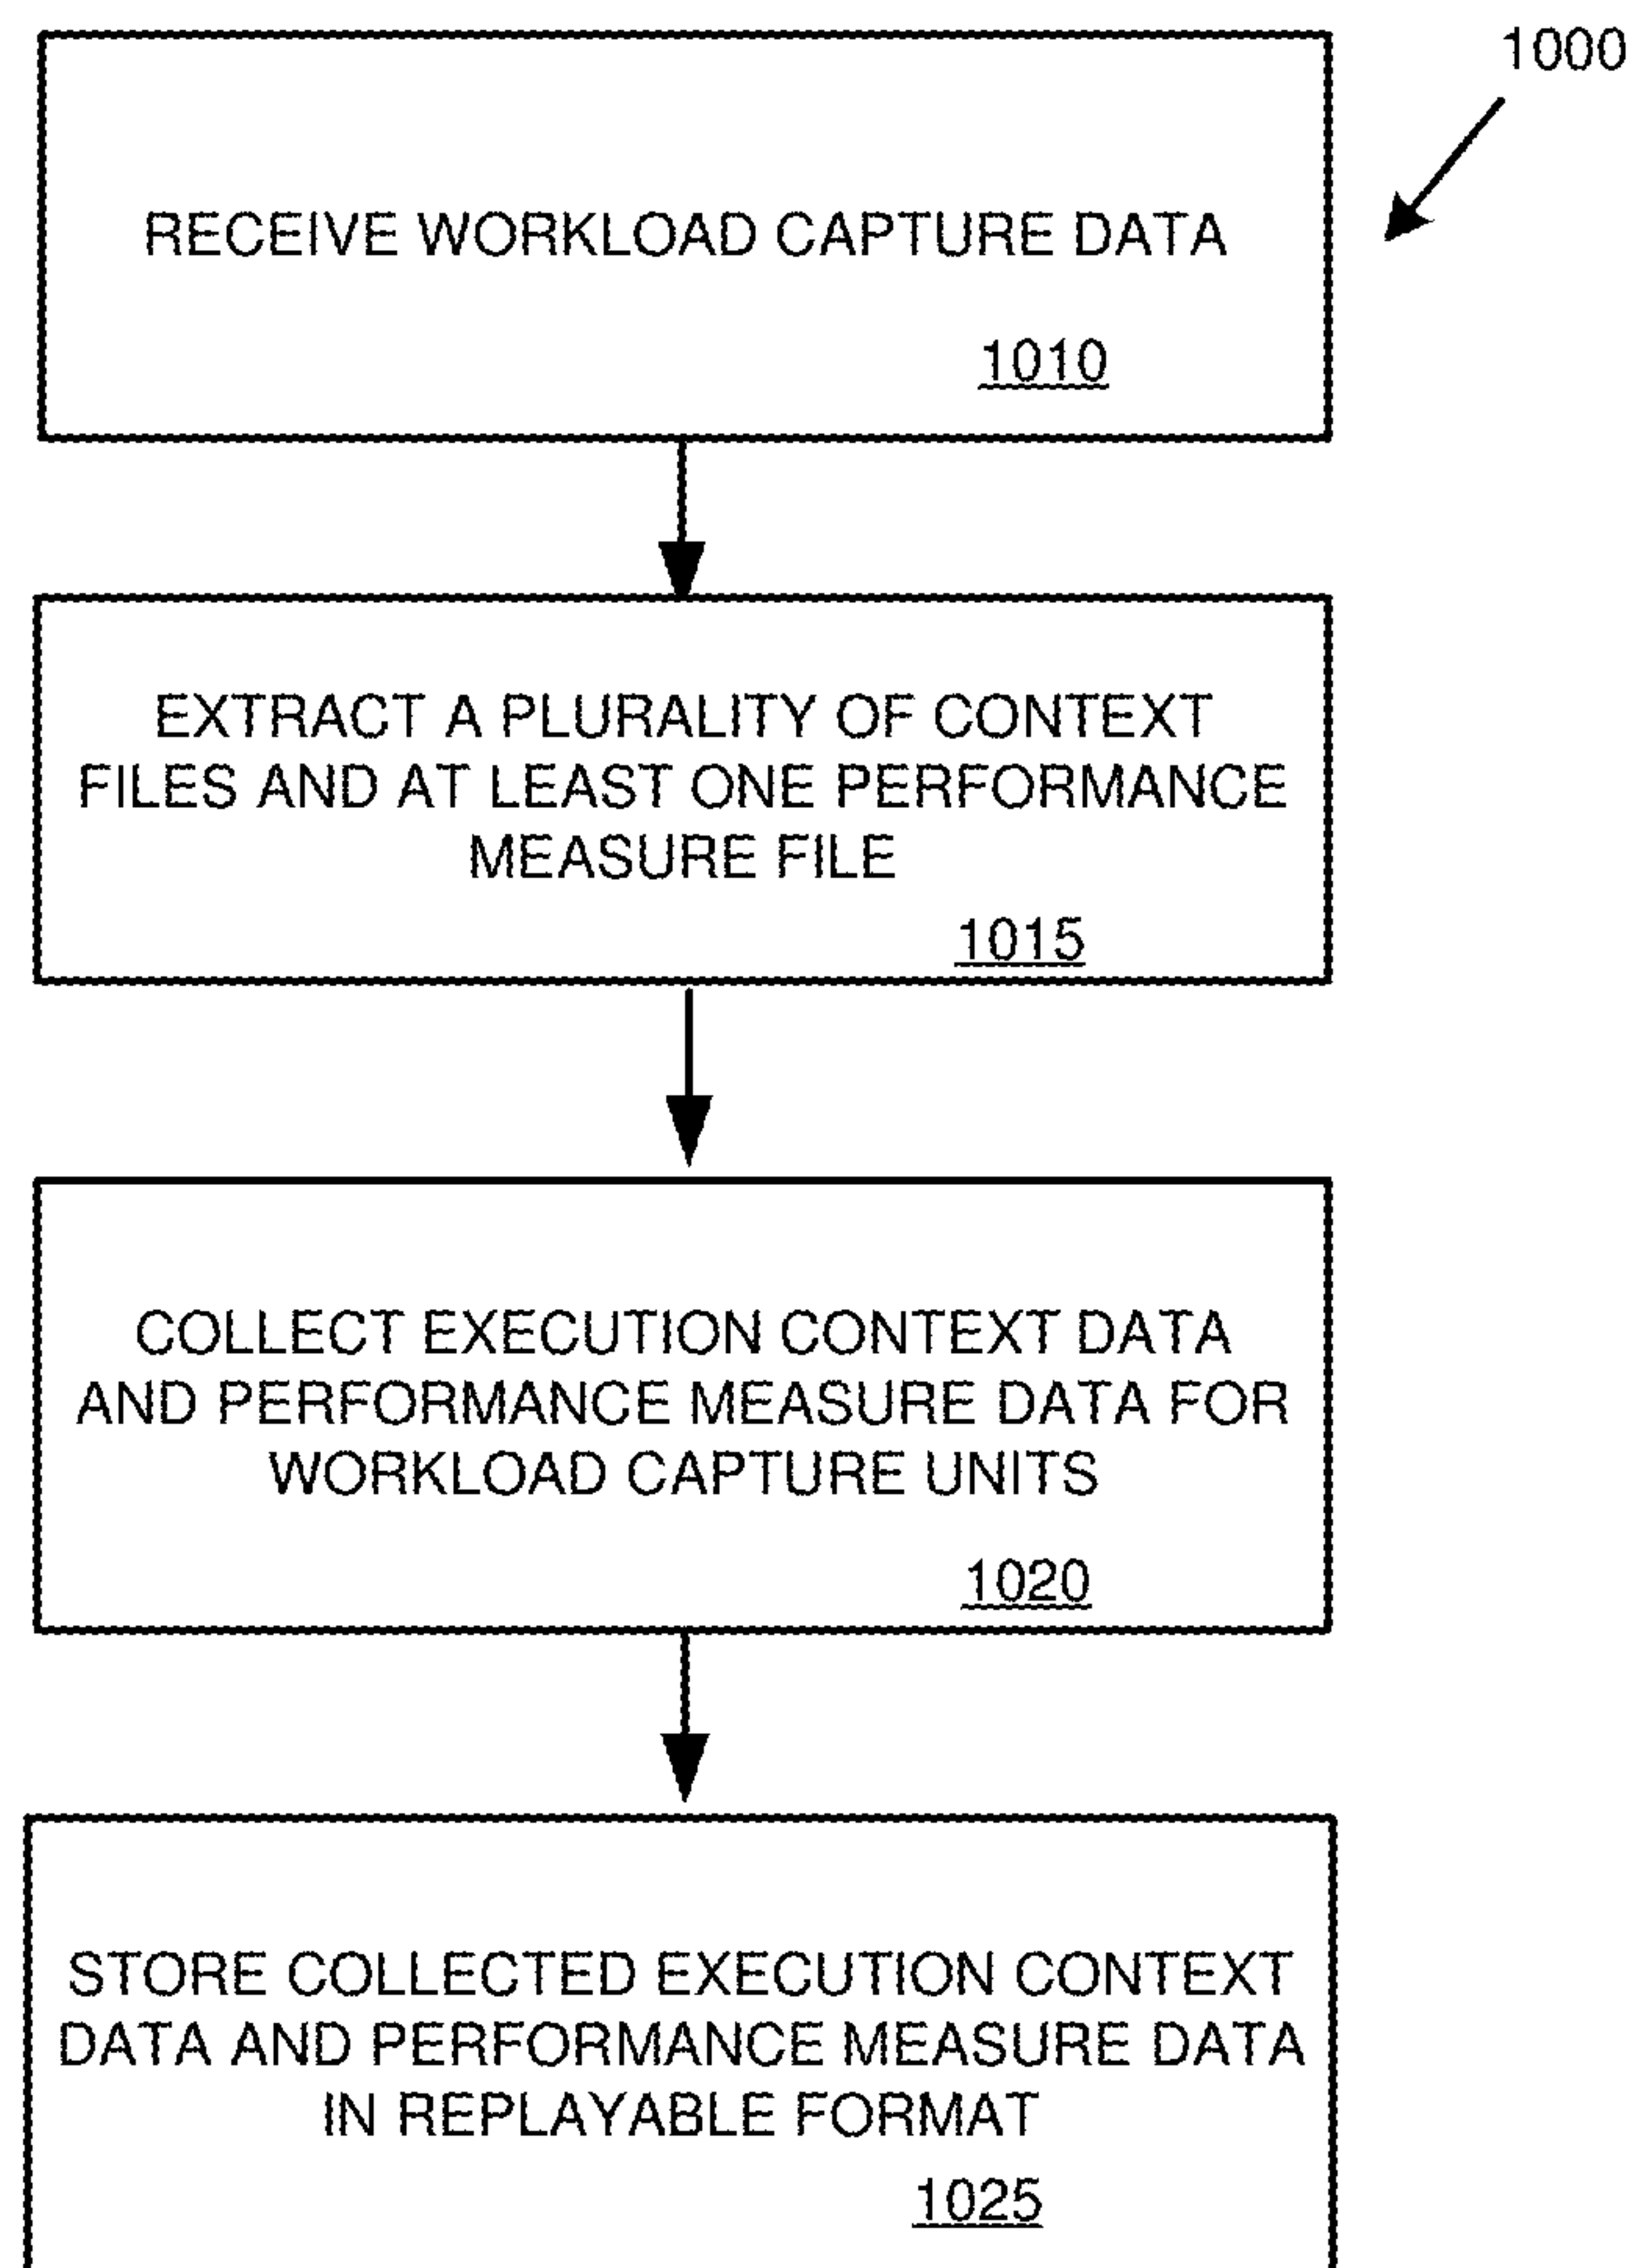 1000
RECEIVE WORKLOAD CAPTURE DATA
1010
EXTRACT A PLURALITY OF CONTEXT
FILES AND AT LEAST ONE PERFORMANCE
MEASURE FILE
1015
COLLECT EXECUTION CONTEXT DATA
AND PERFORMANCE MEASURE DATA FOR
WORKLOAD CAPTURE UNITS
1020
STORE COLLECTED EXECUTION CONTEXT
DATA AND PERFORMANCE MEASURE DATA
IN REPLAYABLE FORMAT
1025